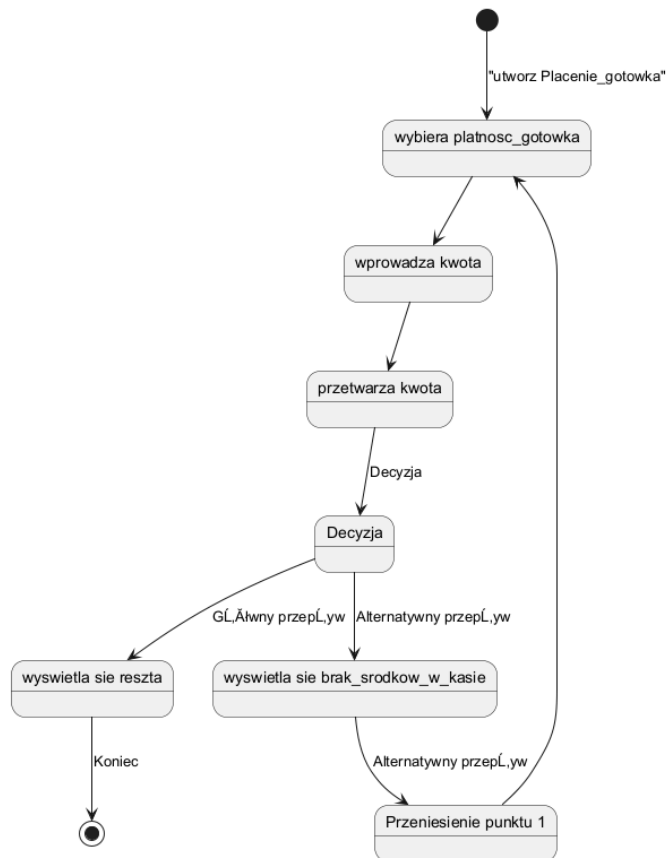 "utworz Placenie_gotowka"
wybiera platnosc_gotowka
wprowadza kwota
przetwarza kwota
Decyzja
Decyzja
GĹ‚Ăłwny przepĹ‚yw
Alternatywny przepĹ‚yw
wyswietla sie reszta
wyswietla sie brak_srodkow_w_kasie
Koniec
Alternatywny przepĹ‚yw
Przeniesienie punktu 1